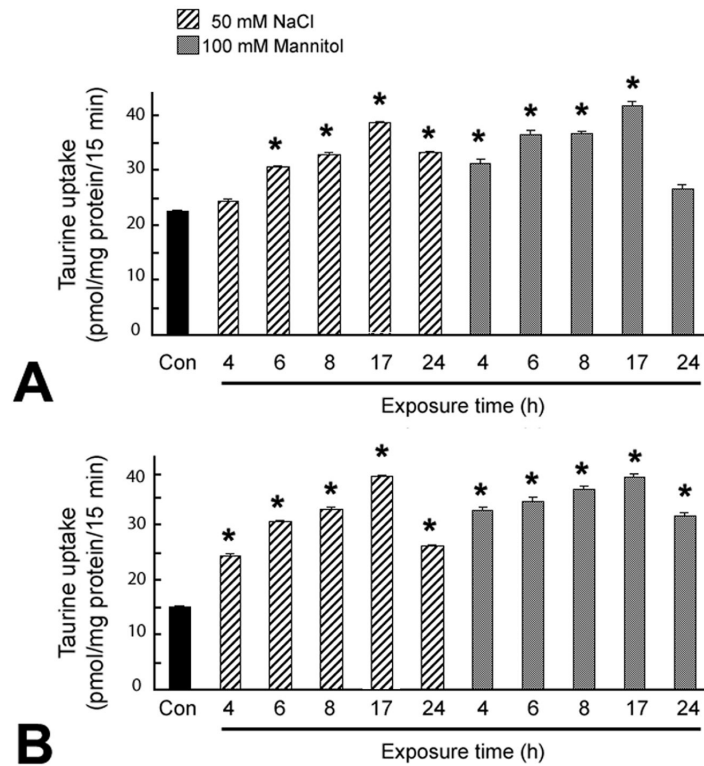 50 mM NaCl
100 mM Mannitol
Taurine uptake
(pmol/mg protein/15 min)
40
30
20
10
0
* * * * * * * *
Con 4 6 8 17 24 4 6 8 17 24
Exposure time (h)
A
Taurine uptake
(pmol/mg protein/15 min)
40
30
20
10
0
* * * * * * * * * *
Con 4 6 8 17 24 4 6 8 17 24
Exposure time (h)
B